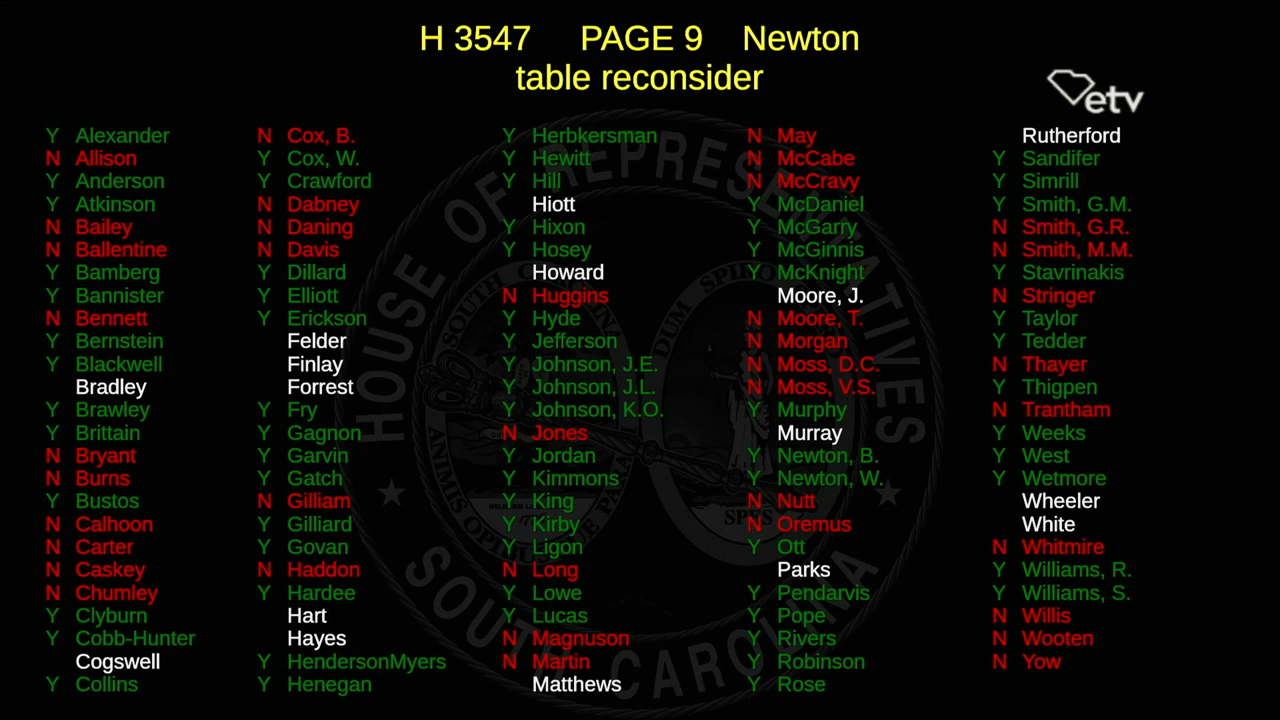 H 3547 PAGE 9 Newton
table reconsider
etv
Y Alexander
N Allison
Y Anderson
Y Atkinson
N Bailey
N Ballentine
Y Bamberg
Y Bannister
N Bennett
Y Bernstein
Y Blackwell
Bradley
Y Brawley
Y Brittain
N Bryant
N Burns
Y Bustos
N Calhoon
N Carter
N Caskey
N Chumley
Y Clyburn
Y Cobb-Hunter
Cogswell
Y Collins
N Cox, B.
Y Cox, W.
Y Crawford
N Dabney
N Daning
N Davis
Y Dillard
Y Elliott
Y Erickson
Felder
Finlay
Forrest
Y Fry
Y Gagnon
Y Garvin
Y Gatch
N Gilliam
Y Gilliard
Y Govan
N Haddon
Y Hardee
Hart
Hayes
Y HendersonMyers
Y Henegan
Y Herbkersman
Y Hewitt
Y Hill
Hiott
Y Hixon
Y Hosey
Howard
N Huggins
Y Hyde
Y Jefferson
Y Johnson, J.E.
Y Johnson, J.L.
Y Johnson, K.O.
N Jones
Y Jordan
Y Kimmons
Y King
Y Kirby
Y Ligon
N Long
Y Lowe
Y Lucas
N Magnuson
N Martin
Matthews
N May
N McCabe
N McCravy
Y McDaniel
Y McGarry
Y McGinnis
Y McKnight
Moore, J.
N Moore, T.
N Morgan
N Moss, D.C.
N Moss, V.S.
Y Murphy
Murray
Y Newton, B.
Y Newton, W.
N Nutt
N Oremus
Y Ott
Parks
Y Pendarvis
Y Pope
Y Rivers
Y Robinson
Y Rose
Rutherford
Y Sandifer
Y Simrill
Y Smith, G.M.
N Smith, G.R.
N Smith, M.M.
Y Stavrinakis
N Stringer
Y Taylor
Y Tedder
N Thayer
Y Thigpen
N Trantham
Y Weeks
Y West
Y Wetmore
Wheeler
White
N Whitmire
Y Williams, R.
Y Williams, S.
N Willis
N Wooten
N Yow
HOUSE OF REPRESENTATIVES
SOUTH CAROLINA